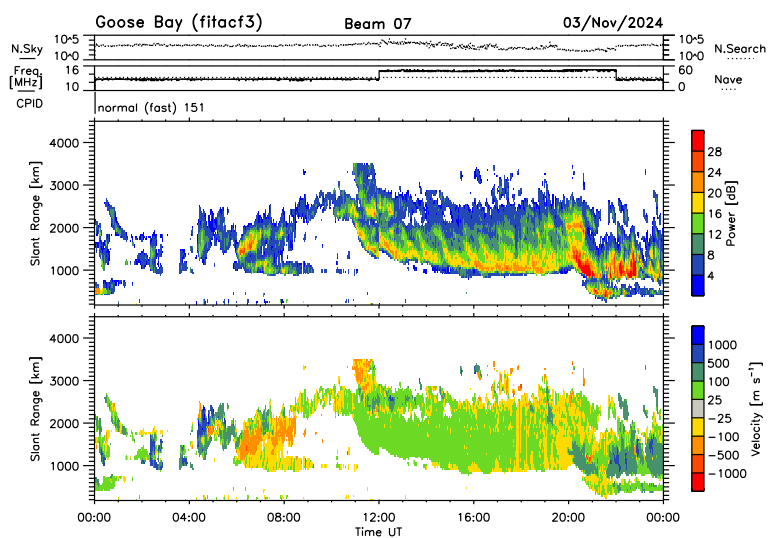 Goose Bay (fitacf3) Beam 07 03/Nov/2024
N.Sky 10^5 10^0 10^5 10^0 N.Search
Freq. [MHz] 16 10 60 0 Nave
CPID normal (fast) 151
Slant Range [km] 4000 3000 2000 1000
28 24 20 16 12 8 4 Power [dB]
Slant Range [km] 4000 3000 2000 1000
1000 500 100 25 −25 −100 −500 −1000 Velocity [m s⁻¹]
00:00 04:00 08:00 12:00 16:00 20:00 00:00
Time UT